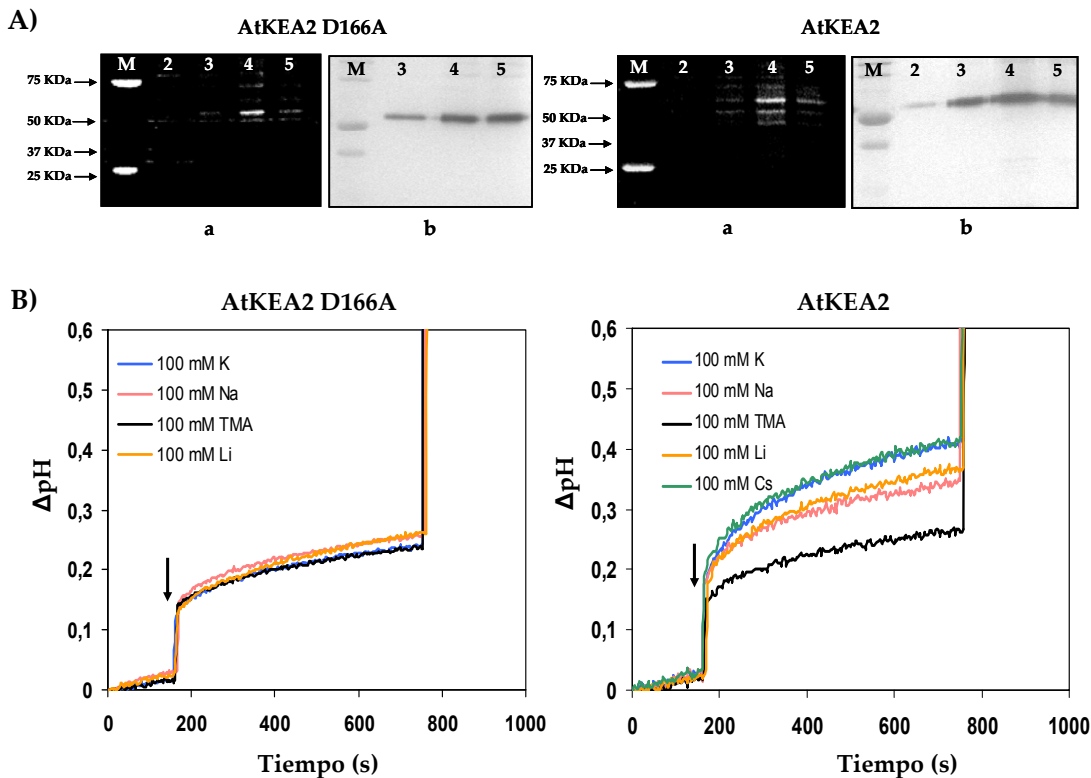 A)
AtKEA2 D166A
AtKEA2
M 2 3 4 5
M 3 4 5
M 2 3 4 5
M 2 3 4 5
75 KDa
50 KDa
37 KDa
25 KDa
75 KDa
50 KDa
37 KDa
25 KDa
a
b
a
b
B)
AtKEA2 D166A
AtKEA2
ΔpH
0,6
0,5
0,4
0,3
0,2
0,1
0
100 mM K
100 mM Na
100 mM TMA
100 mM Li
0 200 400 600 800 1000
Tiempo (s)
ΔpH
0,6
0,5
0,4
0,3
0,2
0,1
0
100 mM K
100 mM Na
100 mM TMA
100 mM Li
100 mM Cs
0 200 400 600 800 1000
Tiempo (s)